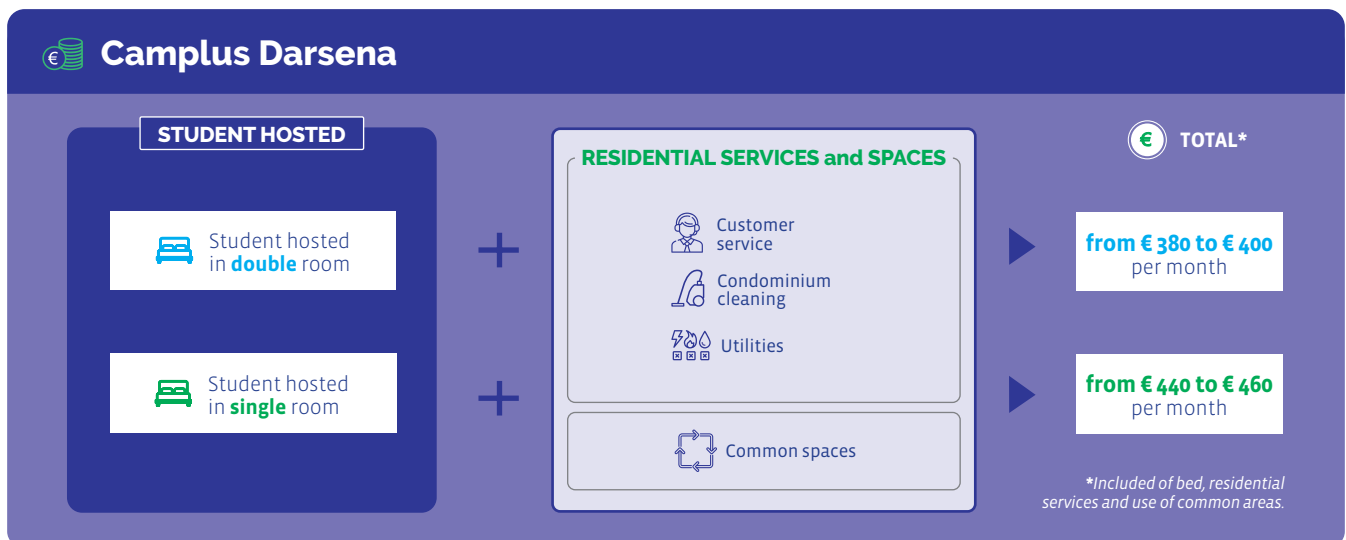 Camplus Darsena
STUDENT HOSTED
Student hosted
in double room
Student hosted
in single room
RESIDENTIAL SERVICES and SPACES
Customer
service
Condominium
cleaning
Utilities
Common spaces
€ TOTAL*
from € 380 to € 400
per month
from € 440 to € 460
per month
*Included of bed, residential
services and use of common areas.